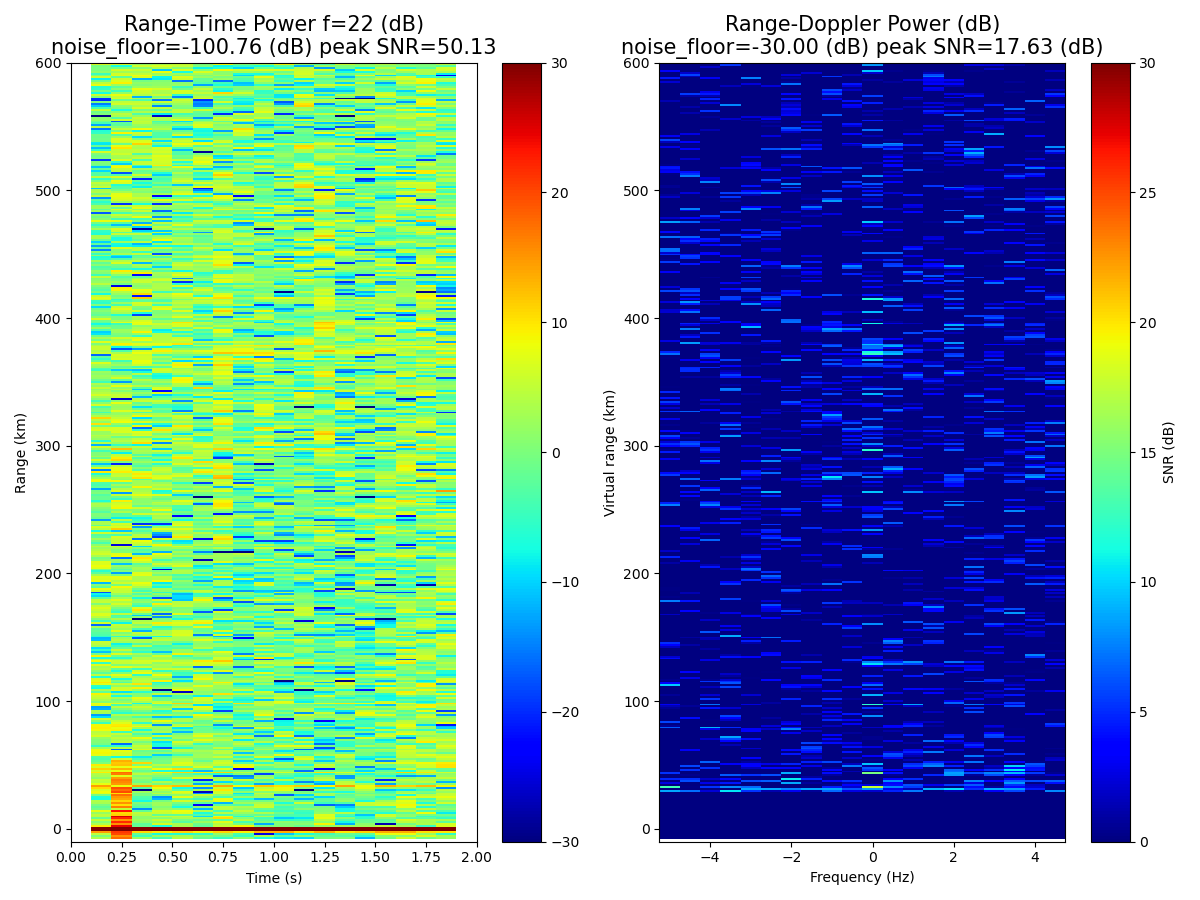 Range-Time Power f=22 (dB)
noise_floor=-100.76 (dB) peak SNR=50.13
Range-Doppler Power (dB)
noise_floor=-30.00 (dB) peak SNR=17.63 (dB)
600
500
400
300
200
100
0
Range (km)
0.00 0.25 0.50 0.75 1.00 1.25 1.50 1.75 2.00
Time (s)
30
20
10
0
−10
−20
−30
600
500
400
300
200
100
0
Virtual range (km)
−4 −2 0 2 4
Frequency (Hz)
30
25
20
15
10
5
0
SNR (dB)